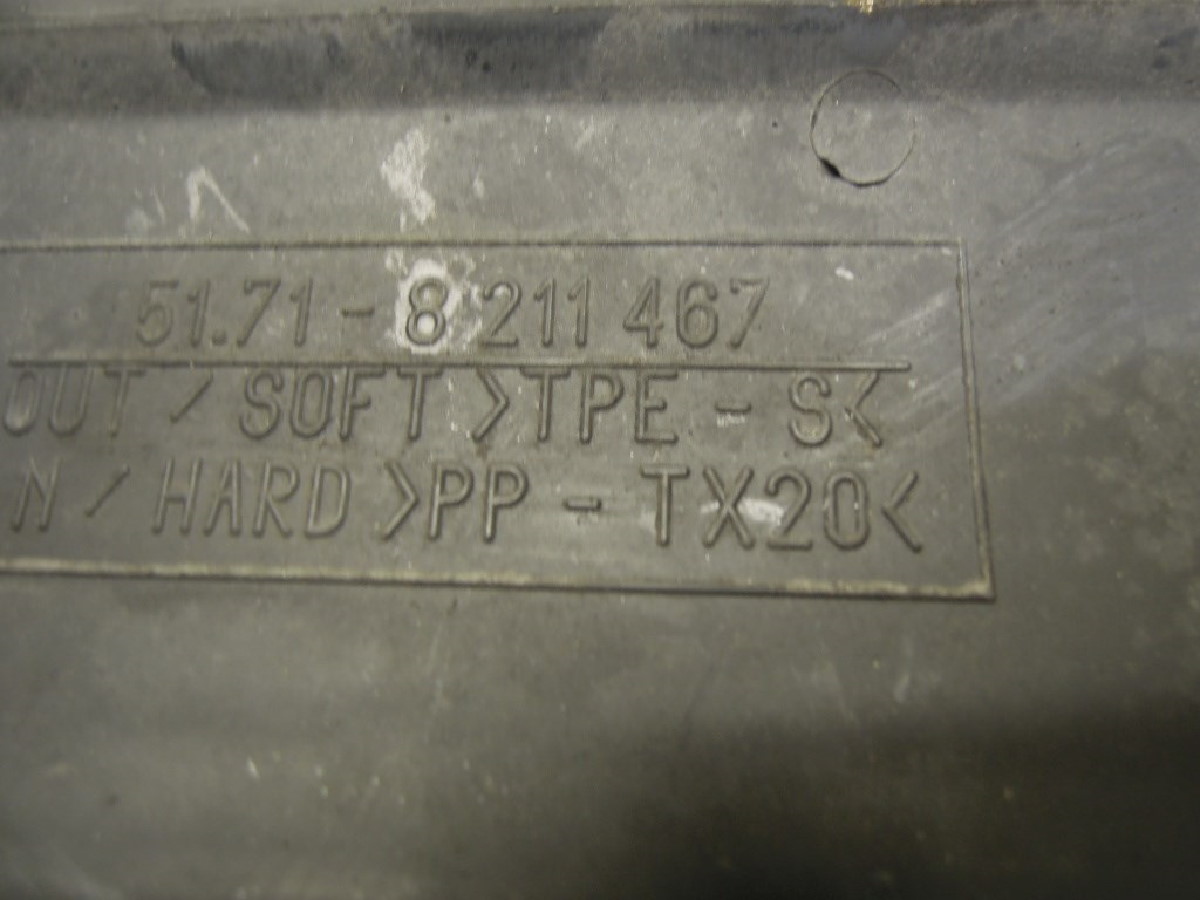 51.71-8 211 467
OUT / SOFT >TPE - S<
N / HARD >PP - TX20<